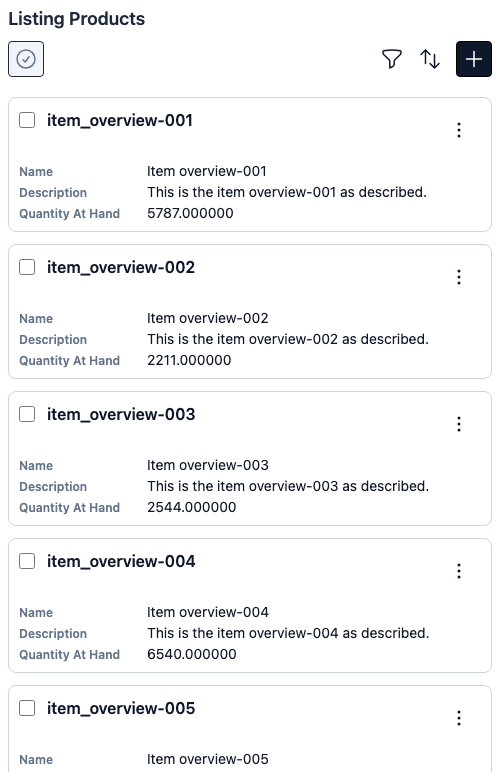 Listing Products
item_overview-001
Name Item overview-001
Description This is the item overview-001 as described.
Quantity At Hand 5787.000000
item_overview-002
Name Item overview-002
Description This is the item overview-002 as described.
Quantity At Hand 2211.000000
item_overview-003
Name Item overview-003
Description This is the item overview-003 as described.
Quantity At Hand 2544.000000
item_overview-004
Name Item overview-004
Description This is the item overview-004 as described.
Quantity At Hand 6540.000000
item_overview-005
Name Item overview-005